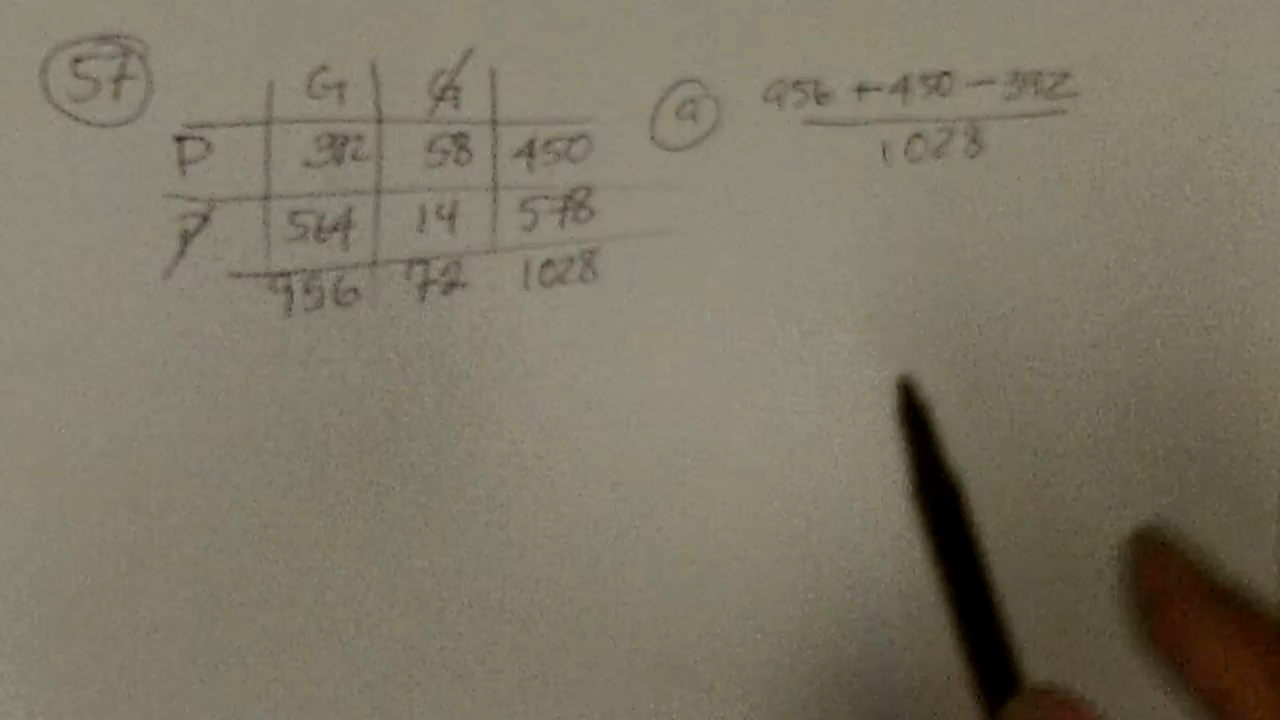 57
G G̸
P 392 58 450
P̸ 564 14 578
956 72 1028
a 956 + 450 - 392
1028